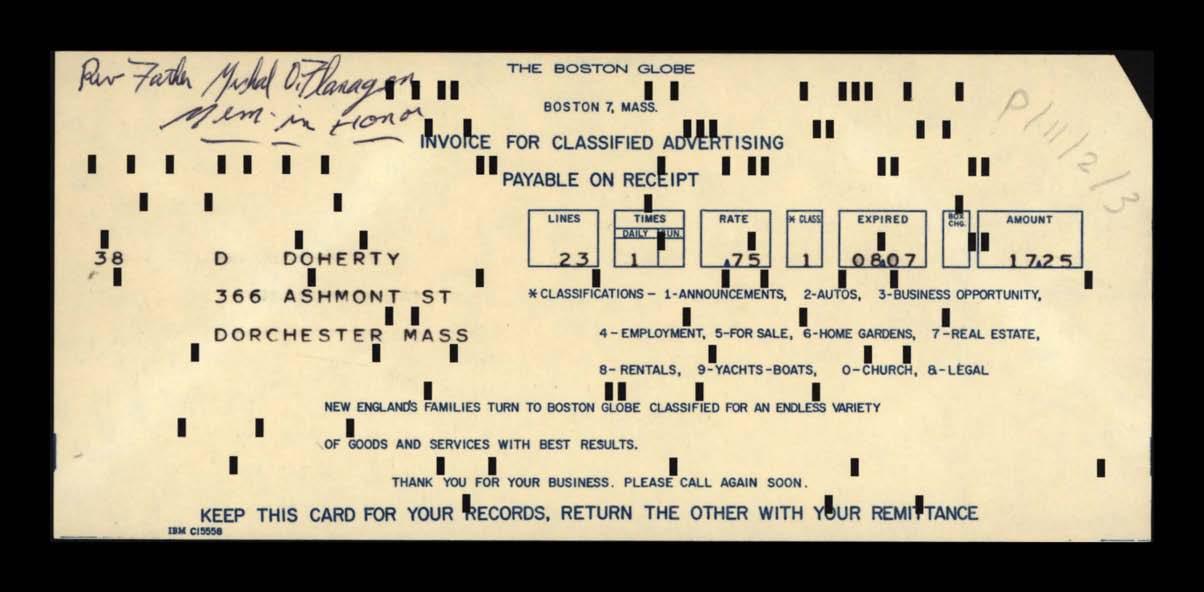 Rev Father Michal O'Flanagan
Mem. in Honor
THE BOSTON GLOBE
BOSTON 7, MASS.
INVOICE FOR CLASSIFIED ADVERTISING
PAYABLE ON RECEIPT
P/11/2/3
LINES TIMES RATE * CLASS EXPIRED BOX CHG. AMOUNT
DAILY SUN.
23 1 .75 1 0807 17.25
38 D DOHERTY
366 ASHMONT ST
DORCHESTER MASS
*CLASSIFICATIONS – 1-ANNOUNCEMENTS, 2-AUTOS, 3-BUSINESS OPPORTUNITY,
4-EMPLOYMENT, 5-FOR SALE, 6-HOME GARDENS, 7-REAL ESTATE,
8-RENTALS, 9-YACHTS-BOATS, 0-CHURCH, &-LEGAL
NEW ENGLAND'S FAMILIES TURN TO BOSTON GLOBE CLASSIFIED FOR AN ENDLESS VARIETY
OF GOODS AND SERVICES WITH BEST RESULTS.
THANK YOU FOR YOUR BUSINESS. PLEASE CALL AGAIN SOON.
KEEP THIS CARD FOR YOUR RECORDS, RETURN THE OTHER WITH YOUR REMITTANCE
IBM C15558